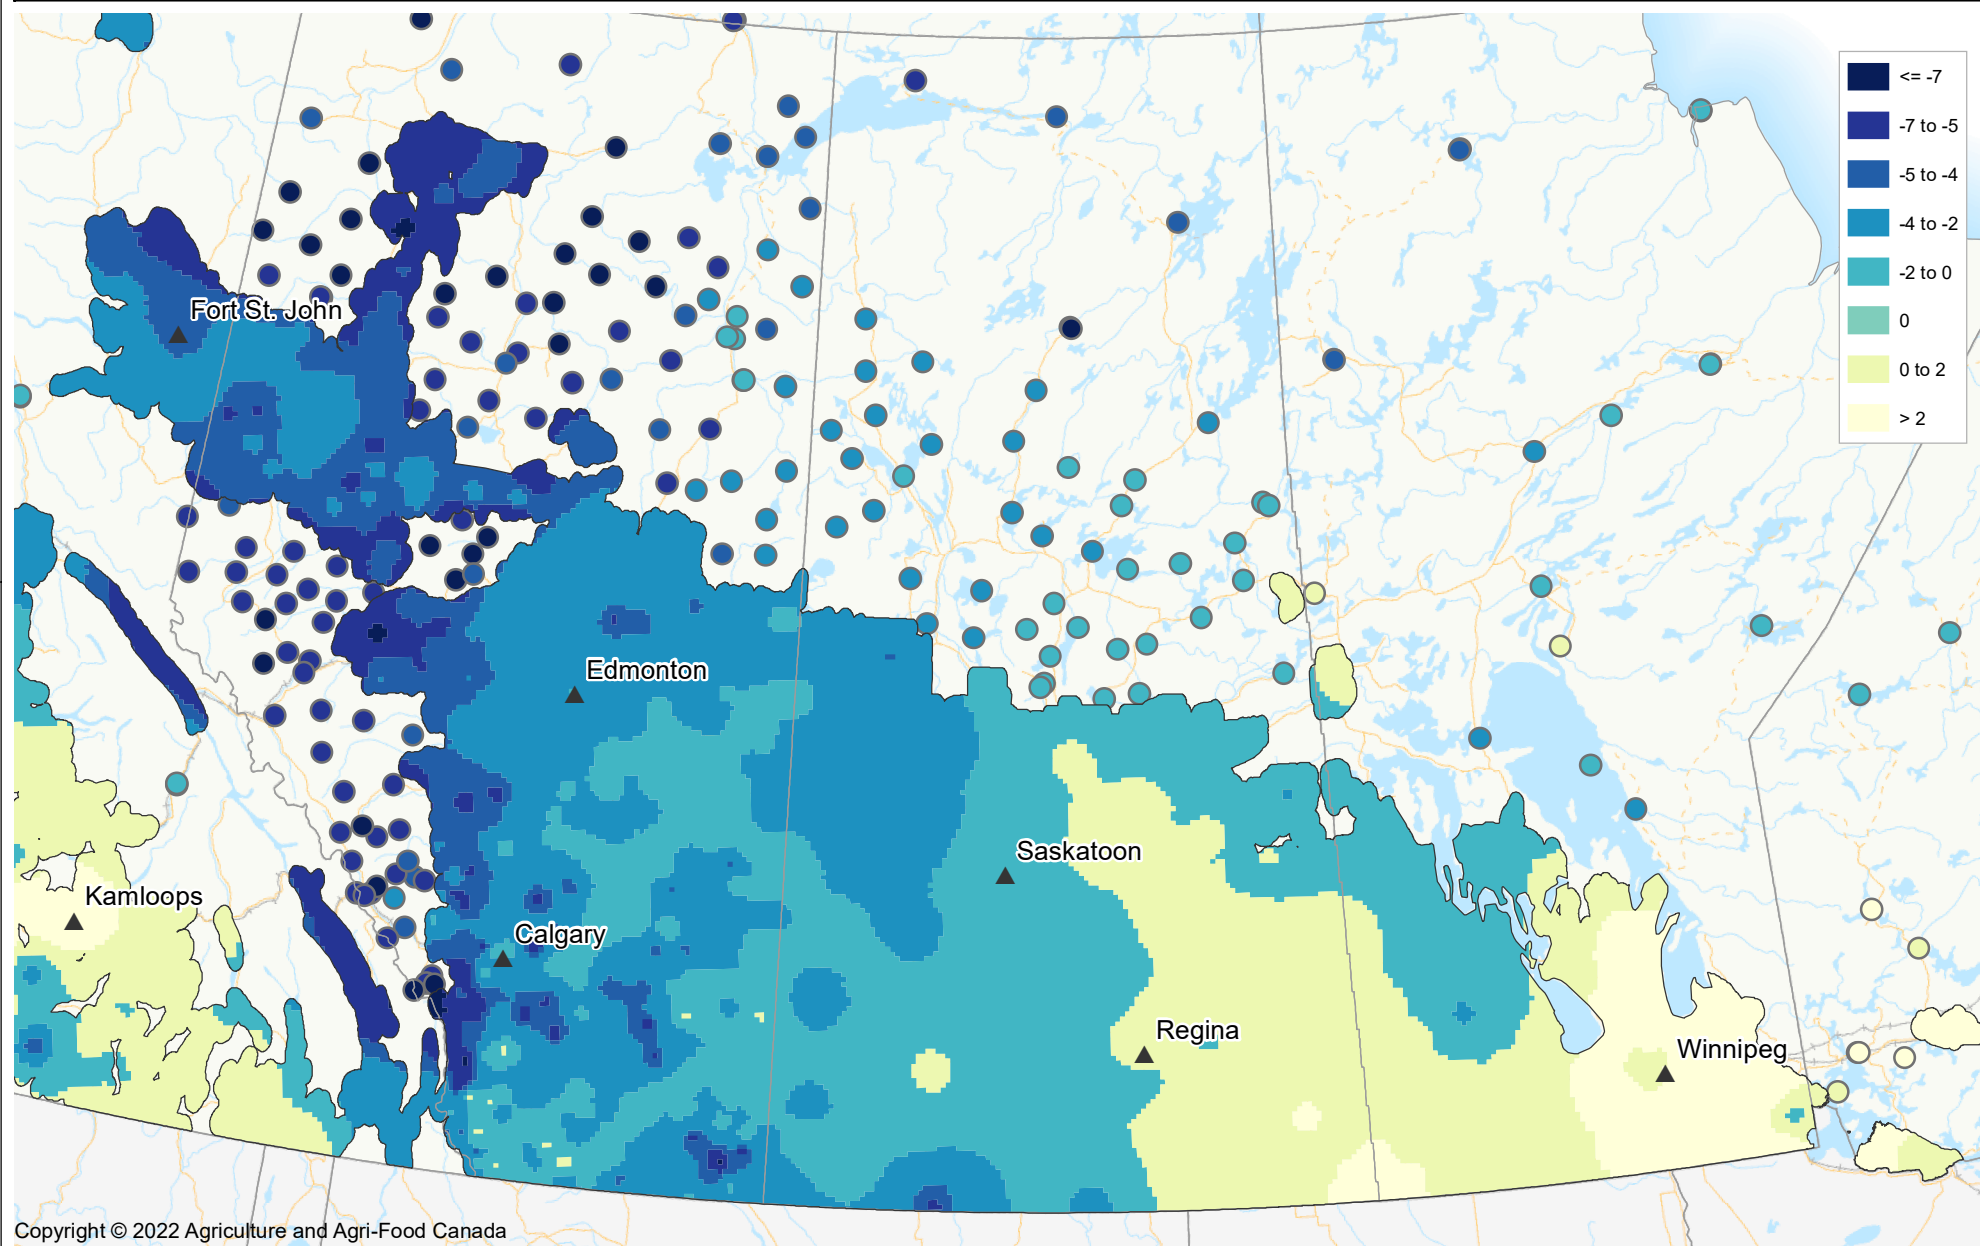 <= -7
-7 to -5
-5 to -4
-4 to -2
-2 to 0
0
0 to 2
> 2
Fort St. John
Edmonton
Saskatoon
Kamloops
Calgary
Regina
Winnipeg
Copyright © 2022 Agriculture and Agri-Food Canada